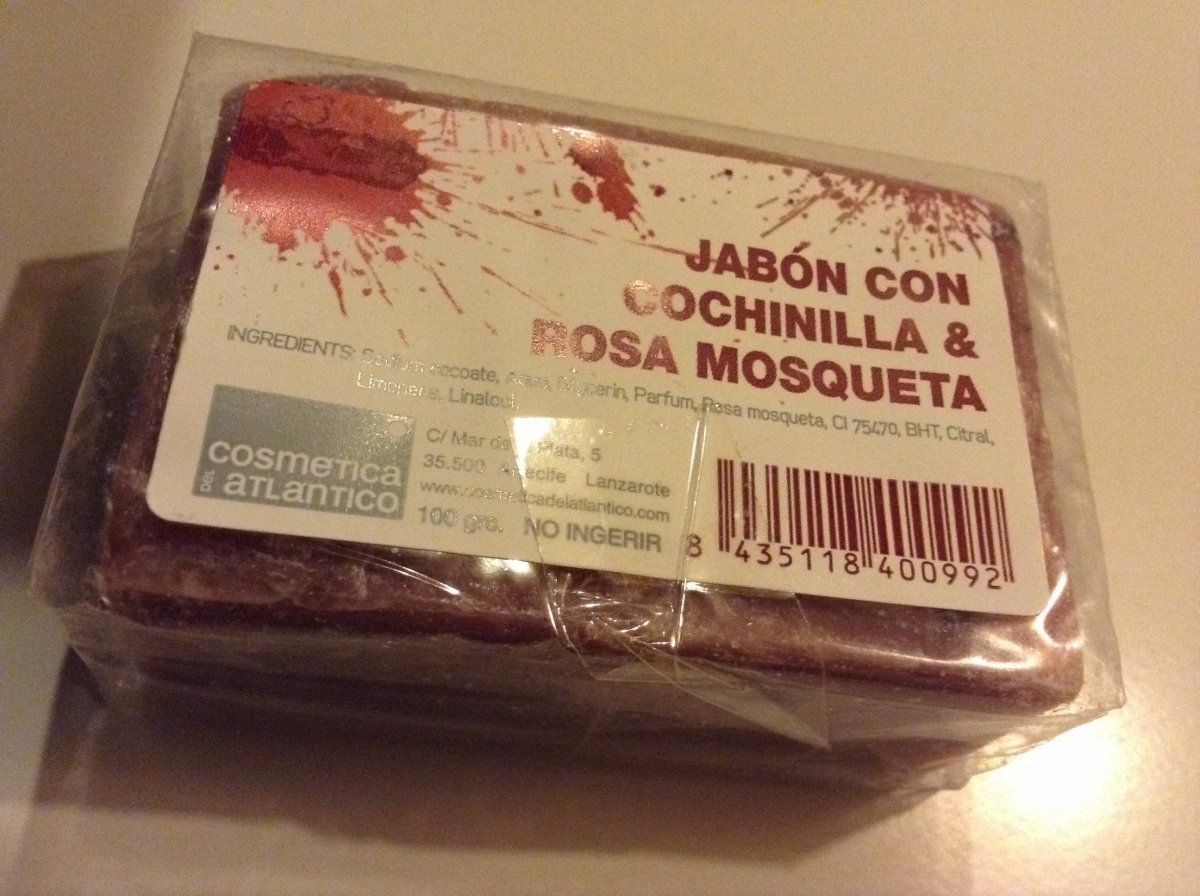 JABÓN CON
COCHINILLA &
ROSA MOSQUETA
INGREDIENTS: Sodium cocoate, Aqua, Glycerin, Parfum, Rosa mosqueta, CI 75470, BHT, Citral,
Limonene, Linalool,
cosmetica
DEL atlantico
C/ Mar de Plata, 5
35.500 Arrecife Lanzarote
www.cosmeticadelatlantico.com
100 grs. NO INGERIR
8 435118 400992